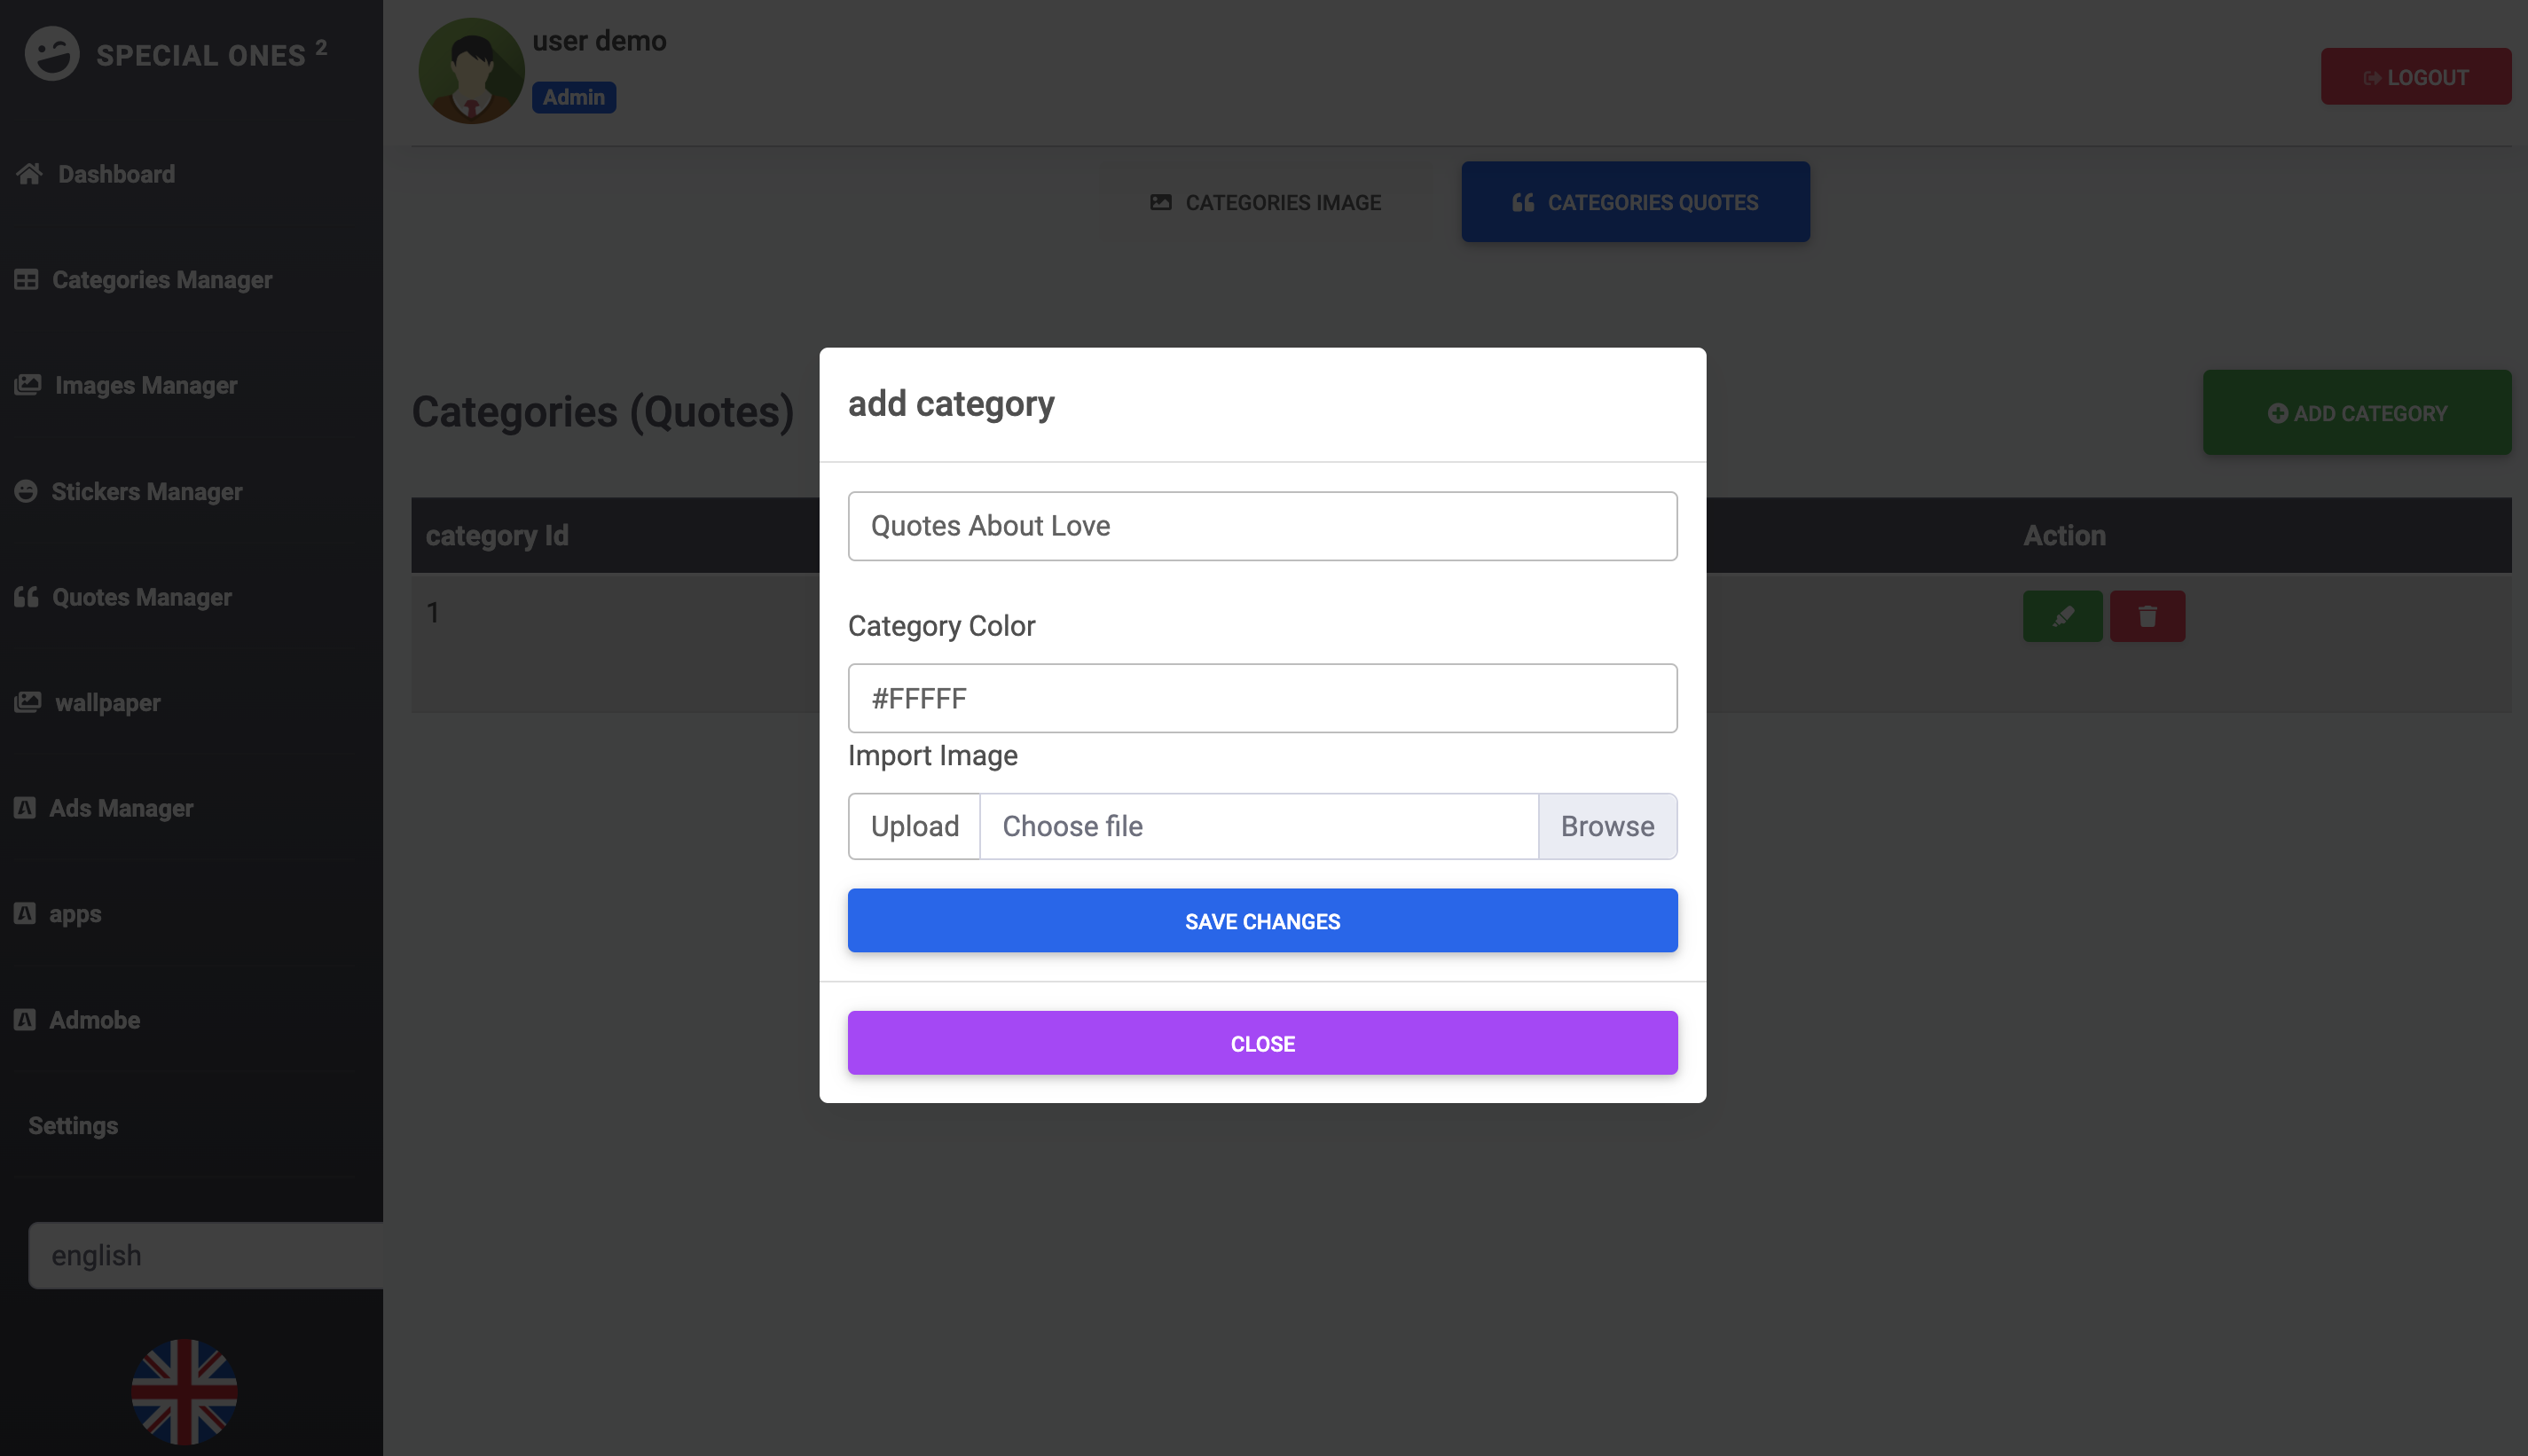 SPECIAL ONES 2
Dashboard
Categories Manager
Images Manager
Stickers Manager
Quotes Manager
wallpaper
Ads Manager
apps
Admobe
Settings
english
user demo
Admin
LOGOUT
CATEGORIES IMAGE
CATEGORIES QUOTES
Categories (Quotes)
ADD CATEGORY
category Id
Action
1
add category
Quotes About Love
Category Color
#FFFFF
Import Image
Upload Choose file Browse
SAVE CHANGES
CLOSE